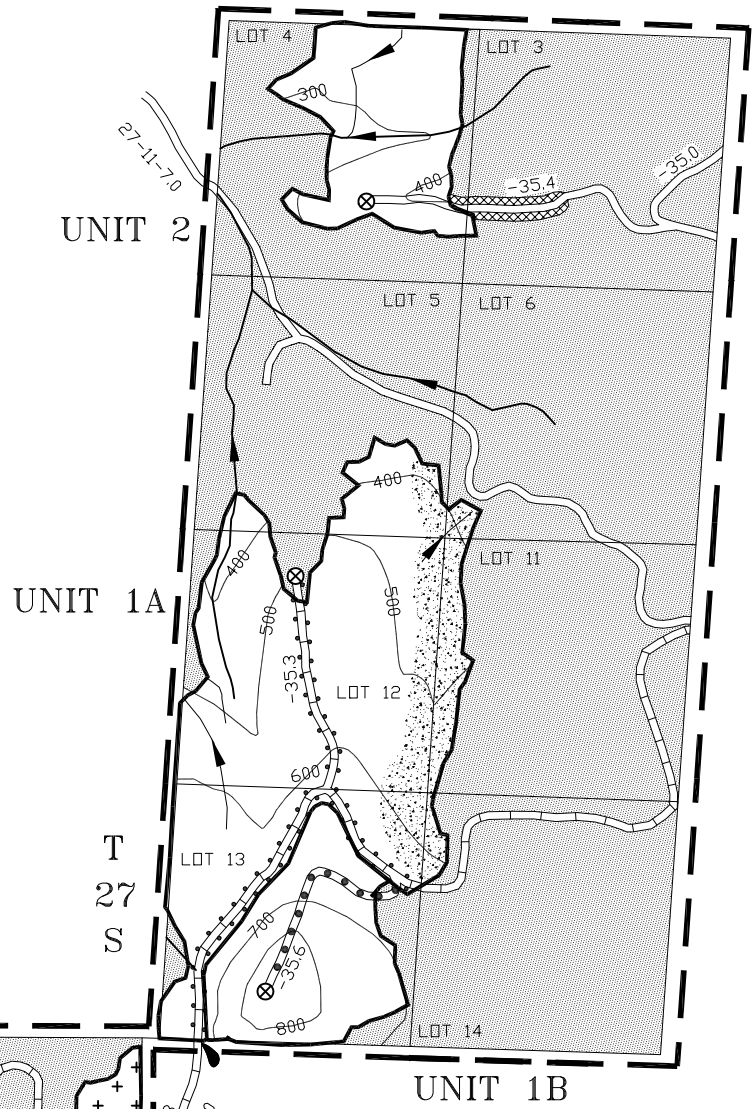 LOT 4
LOT 3
300
27-11-7.0
-35.0
400
-35.4
UNIT 2
LOT 5
LOT 6
400
LOT 11
400
500
500
UNIT 1A
-35.3
LOT 12
600
T
27
S
LOT 13
700
-35.6
800
LOT 14
UNIT 1B